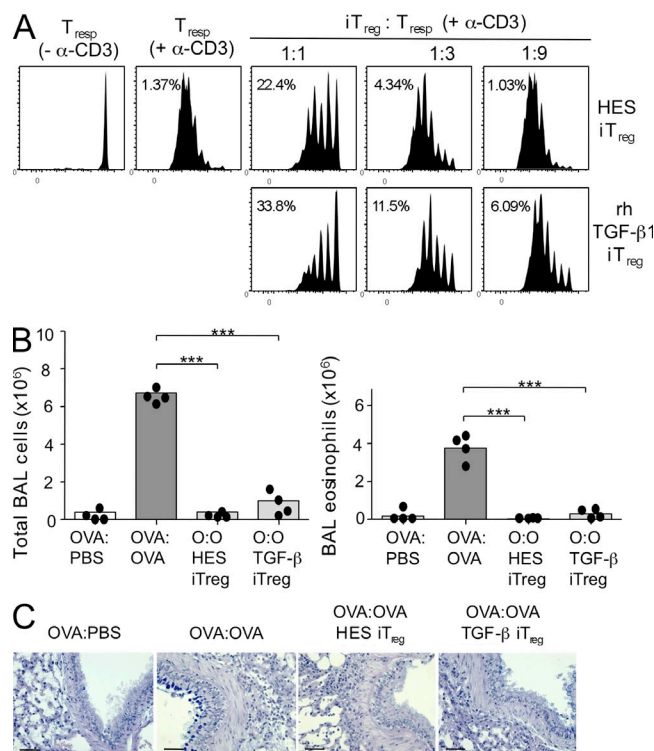 A
Tresp
(- α-CD3)
Tresp
(+ α-CD3)
iTreg : Tresp (+ α-CD3)
1:1 1:3 1:9
1.37% 22.4% 4.34% 1.03%
HES
iTreg
0 0 0 0 0
33.8% 11.5% 6.09%
rh
TGF-β1
iTreg
0 0 0
B
Total BAL cells (x10⁶)
10
8
6
4
2
0
***
***
OVA:
PBS
OVA:
OVA
O:O
HES
iTreg
O:O
TGF-β
iTreg
BAL eosinophils (x10⁶)
6
4
2
0
***
***
OVA:
PBS
OVA:
OVA
O:O
HES
iTreg
O:O
TGF-β
iTreg
C
OVA:PBS
OVA:OVA
OVA:OVA
HES iTreg
OVA:OVA
TGF-β iTreg